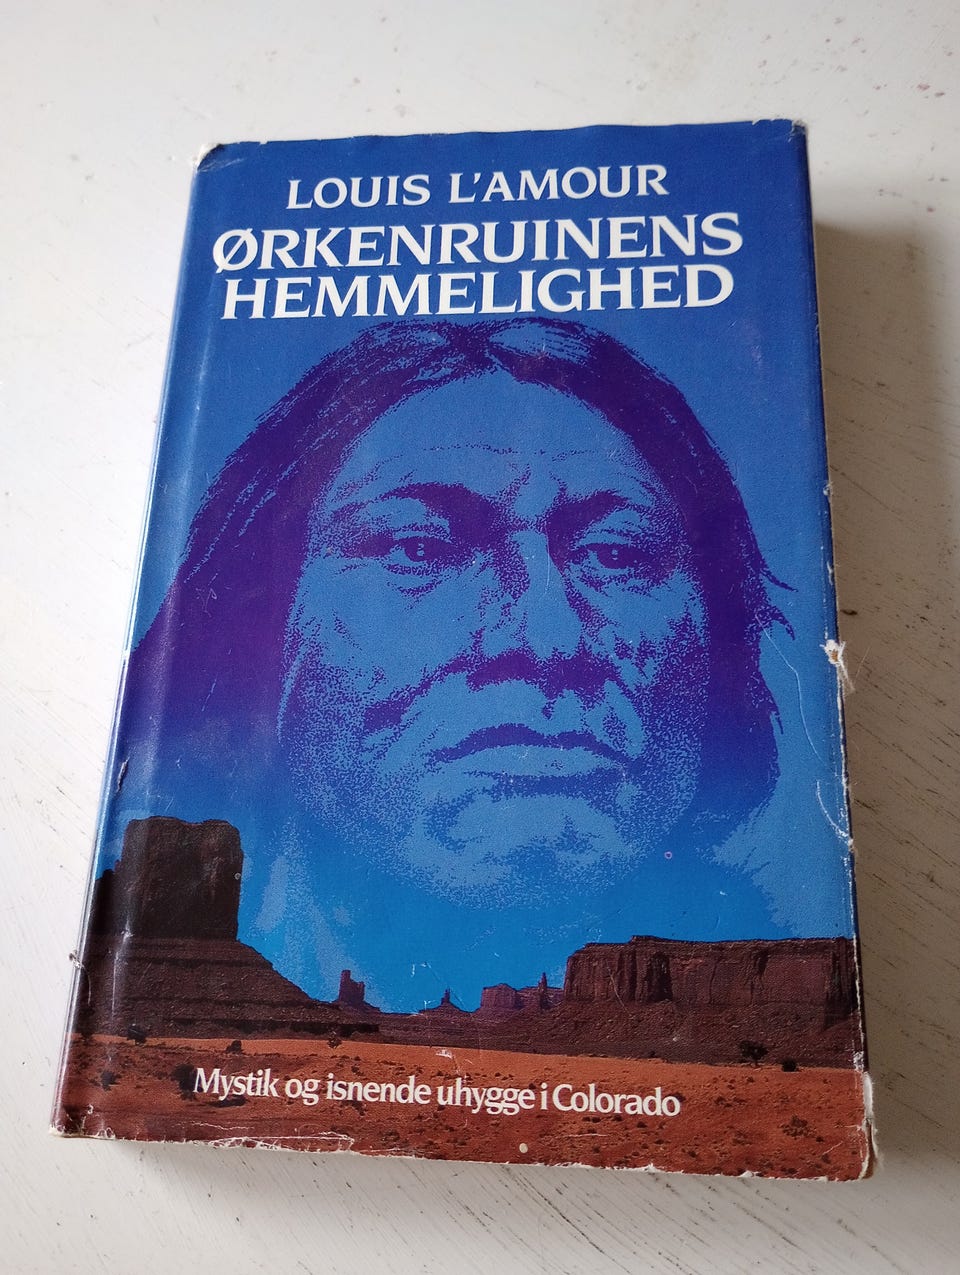 LOUIS L'AMOUR
ØRKENRUINENS
HEMMELIGHED
Mystik og isnende uhygge i Colorado